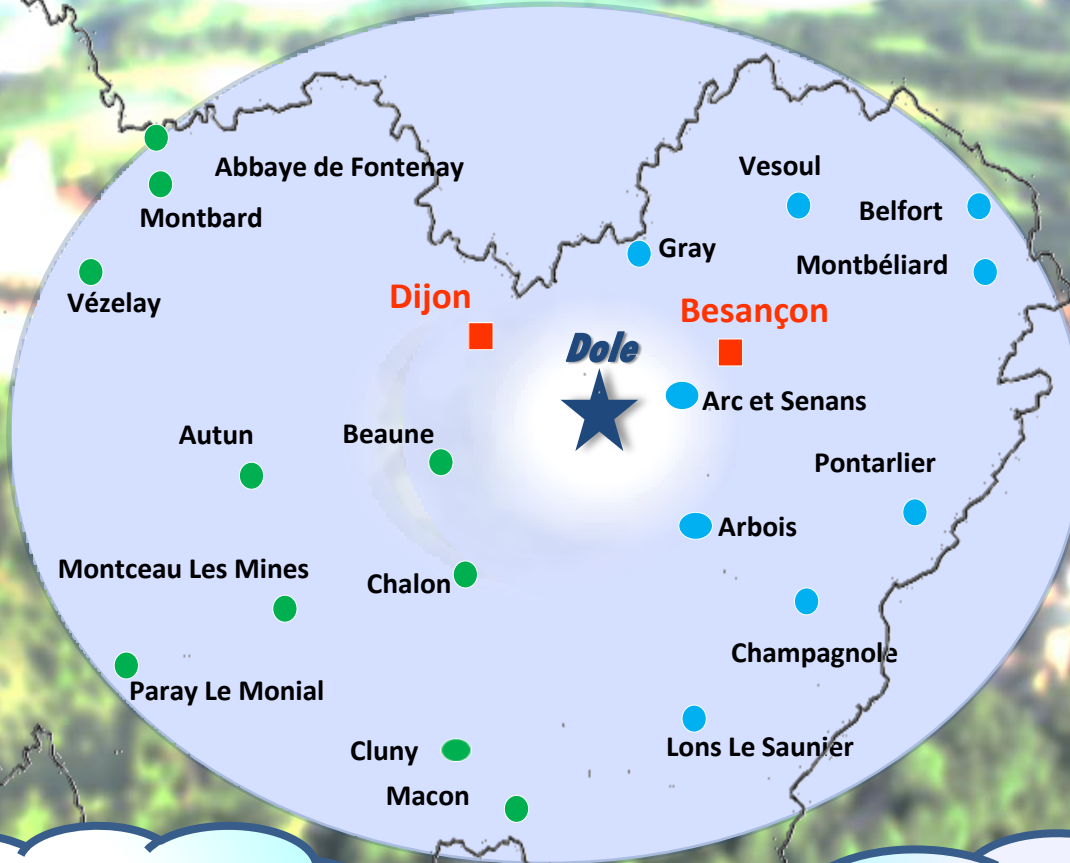 Vesoul
Abbaye de Fontenay
Belfort
Montbard
Gray
Montbéliard
Vézelay
Dijon
Besançon
Dole
Arc et Senans
Autun
Beaune
Pontarlier
Arbois
Montceau Les Mines
Chalon
Champagnole
Paray Le Monial
Lons Le Saunier
Cluny
Macon